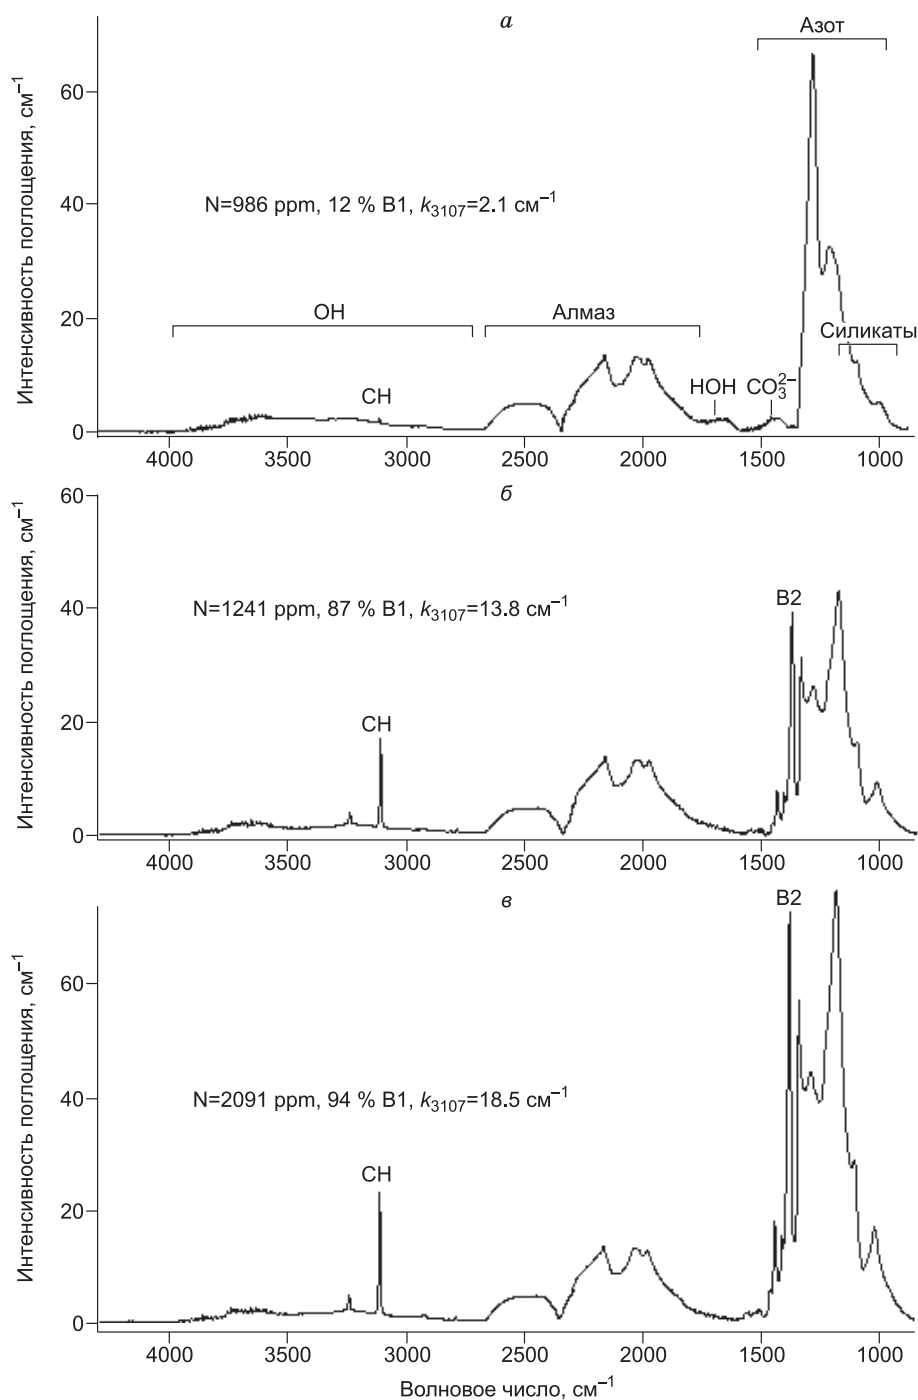 а
Азот
Интенсивность поглощения, см⁻¹
60
40
20
0
N=986 ppm, 12 % B1, k₃₁₀₇=2.1 см⁻¹
OH
Алмаз
Силикаты
CH
HOH
CO₃²⁻
4000 3500 3000 2500 2000 1500 1000
б
Интенсивность поглощения, см⁻¹
60
40
20
0
N=1241 ppm, 87 % B1, k₃₁₀₇=13.8 см⁻¹
B2
CH
4000 3500 3000 2500 2000 1500 1000
в
B2
Интенсивность поглощения, см⁻¹
60
40
20
0
N=2091 ppm, 94 % B1, k₃₁₀₇=18.5 см⁻¹
CH
4000 3500 3000 2500 2000 1500 1000
Волновое число, см⁻¹